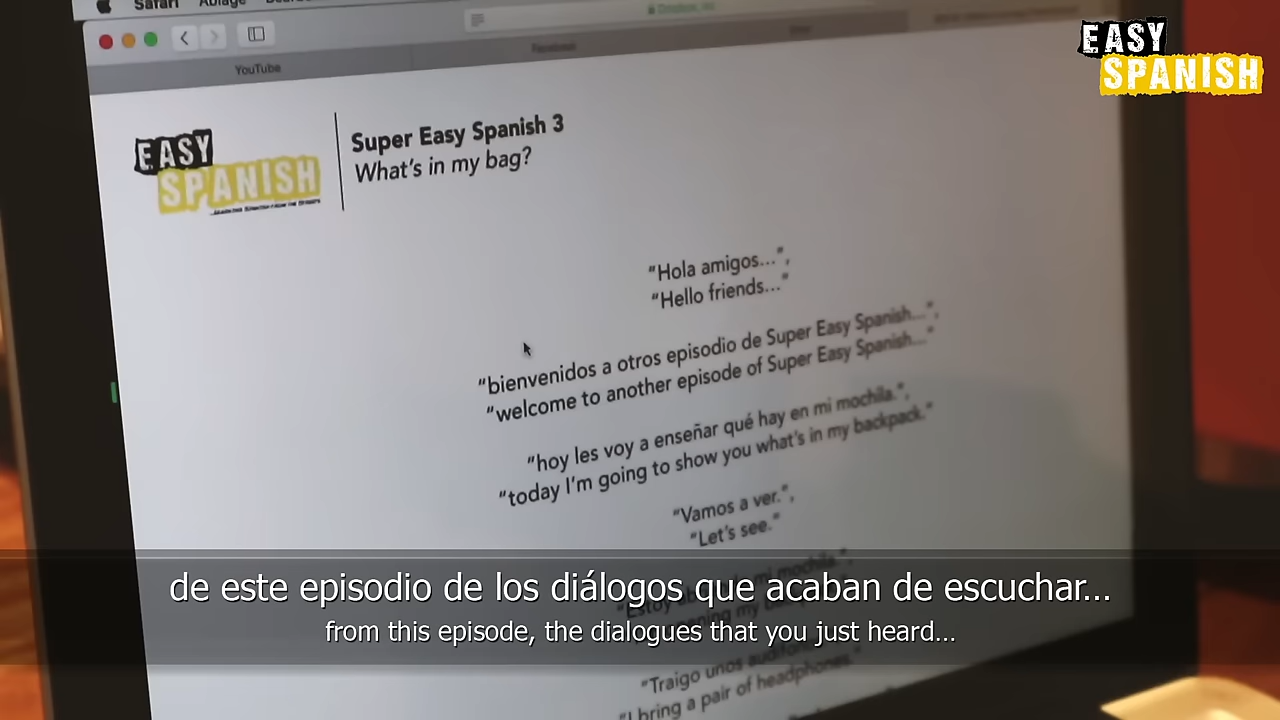 Safari Ablage
YouTube
Facebook
EASY
SPANISH
EASY
SPANISH
Super Easy Spanish 3
What's in my bag?
“Hola amigos...”,
“Hello friends...”
“bienvenidos a otros episodio de Super Easy Spanish...”,
“welcome to another episode of Super Easy Spanish...”
“hoy les voy a enseñar qué hay en mi mochila.”,
“today I'm going to show you what's in my backpack.”
“Vamos a ver.”,
“Let's see.”
de este episodio de los diálogos que acaban de escuchar...
from this episode, the dialogues that you just heard...
“Traigo unos
“I bring a pair of headphones.”